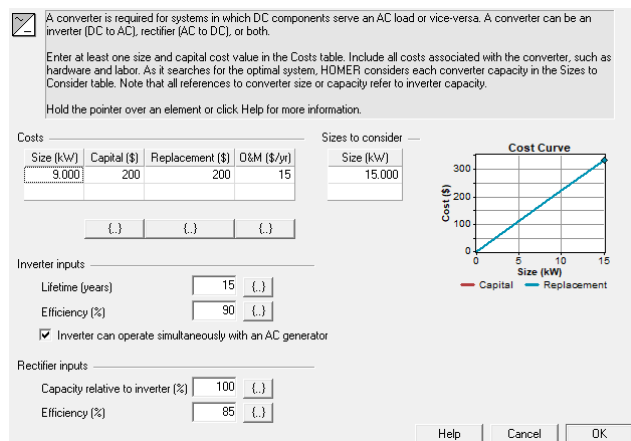 A converter is required for systems in which DC components serve an AC load or vice-versa. A converter can be an
inverter (DC to AC), rectifier (AC to DC), or both.
Enter at least one size and capital cost value in the Costs table. Include all costs associated with the converter, such as
hardware and labor. As it searches for the optimal system, HOMER considers each converter capacity in the Sizes to
Consider table. Note that all references to converter size or capacity refer to inverter capacity.
Hold the pointer over an element or click Help for more information.
Costs
Size (kW) Capital ($) Replacement ($) O&M ($/yr)
9.000 200 200 15
{..} {..} {..}
Sizes to consider
Size (kW)
15.000
Cost Curve
Cost ($)
300
200
100
0
0 5 10 15
Size (kW)
Capital Replacement
Inverter inputs
Lifetime (years) 15 {..}
Efficiency (%) 90 {..}
Inverter can operate simultaneously with an AC generator
Rectifier inputs
Capacity relative to inverter (%) 100 {..}
Efficiency (%) 85 {..}
Help Cancel OK